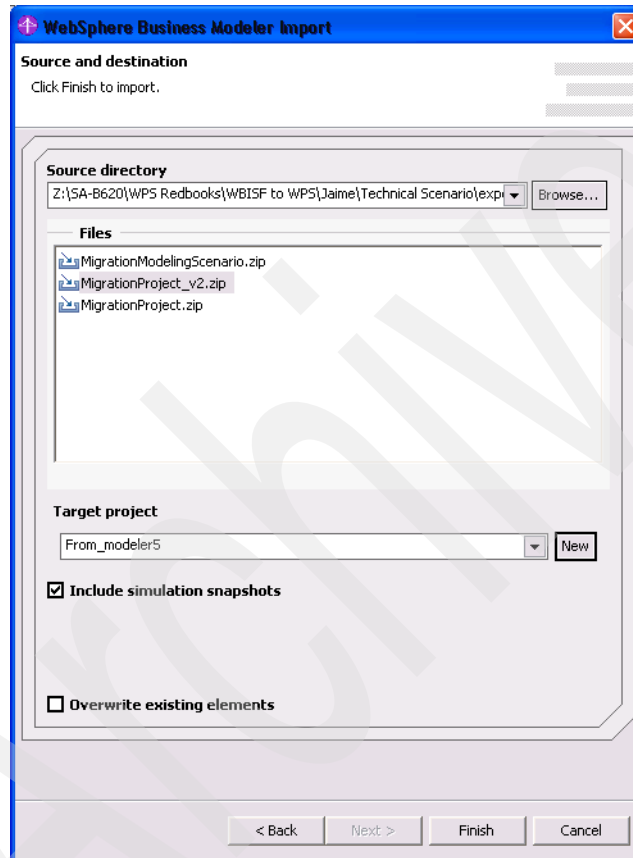 WebSphere Business Modeler Import
Source and destination
Click Finish to import.
Source directory
Z:\SA-B620\WPS Redbooks\WBISF to WPS\Jaime\Technical Scenario\expo
Browse...
Files
MigrationModelingScenario.zip
MigrationProject_v2.zip
MigrationProject.zip
Target project
From_modeler5
New
Include simulation snapshots
Overwrite existing elements
< Back
Next >
Finish
Cancel
Archive